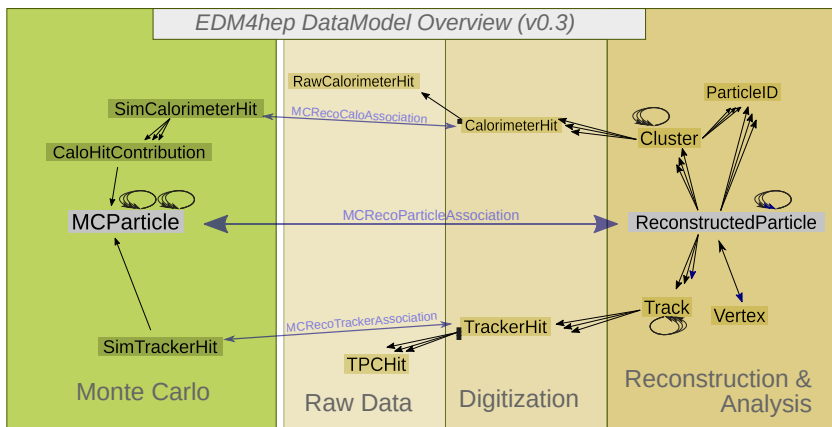 EDM4hep DataModel Overview (v0.3)
RawCalorimeterHit
ParticleID
SimCalorimeterHit
MCRecoCaloAssociation
CalorimeterHit
Cluster
CaloHitContribution
MCParticle
MCRecoParticleAssociation
ReconstructedParticle
Track
Vertex
MCRecoTrackerAssociation
TrackerHit
SimTrackerHit
TPCHit
Monte Carlo
Raw Data
Digitization
Reconstruction &
Analysis